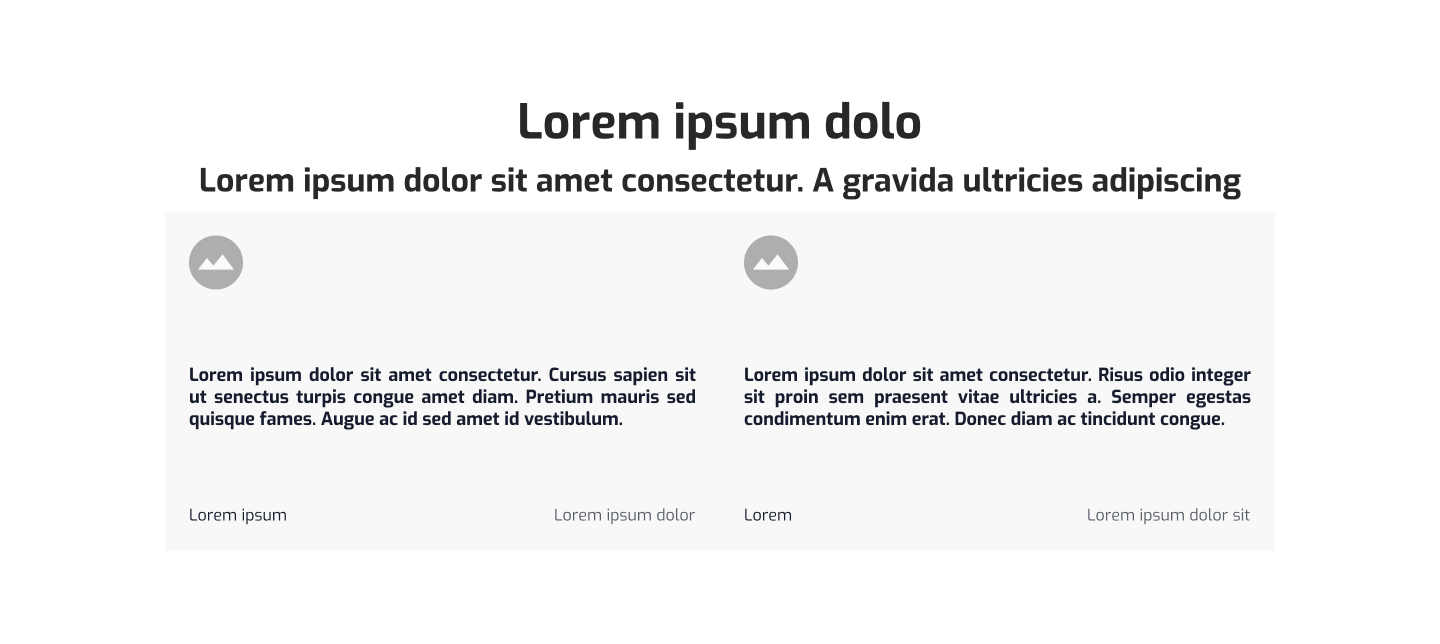 Lorem ipsum dolo
Lorem ipsum dolor sit amet consectetur. A gravida ultricies adipiscing
Lorem ipsum dolor sit amet consectetur. Cursus sapien sit
ut senectus turpis congue amet diam. Pretium mauris sed
quisque fames. Augue ac id sed amet id vestibulum.
Lorem ipsum
Lorem ipsum dolor
Lorem ipsum dolor sit amet consectetur. Risus odio integer
sit proin sem praesent vitae ultricies a. Semper egestas
condimentum enim erat. Donec diam ac tincidunt congue.
Lorem
Lorem ipsum dolor sit